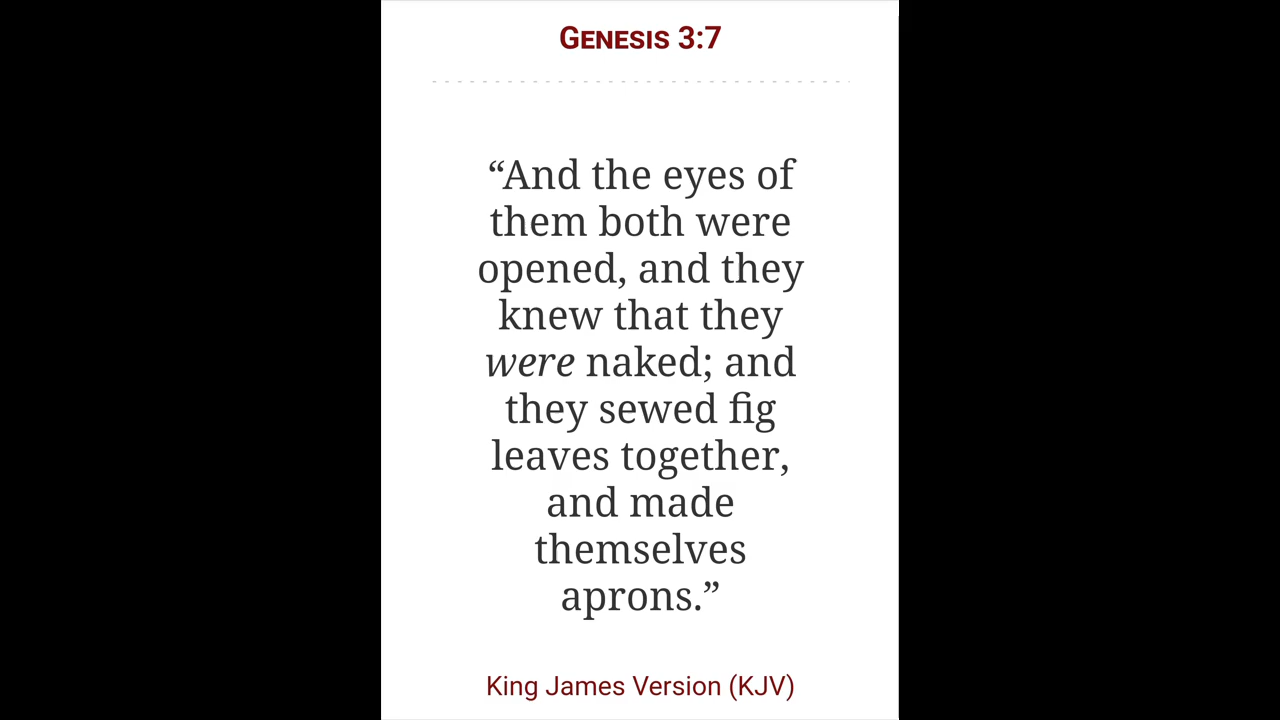 GENESIS 3:7
“And the eyes of
them both were
opened, and they
knew that they
were naked; and
they sewed fig
leaves together,
and made
themselves
aprons.”
King James Version (KJV)